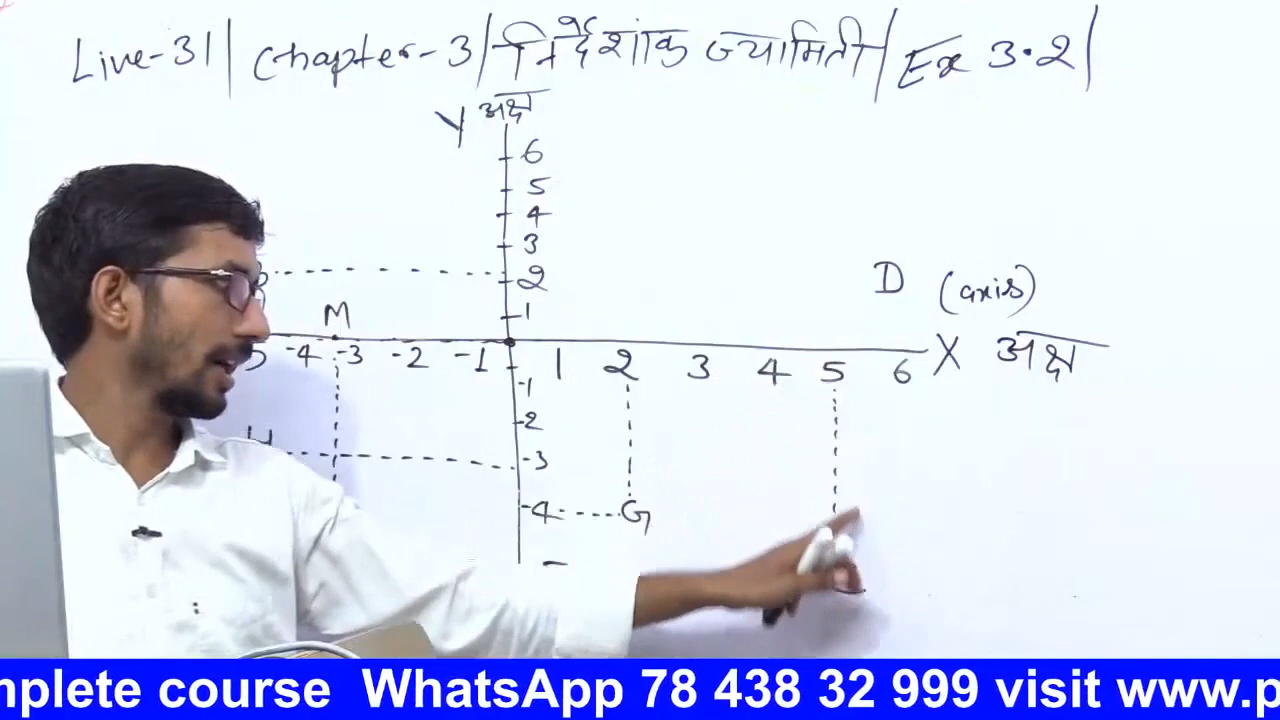 Live-31| Chapter-3| निर्देशांक ज्यामिती| Ex 3.2|
Y अक्ष
6
5
4
3
2
1
D (axis)
M
5 -4 -3 -2 -1 1 2 3 4 5 6 X अक्ष
-1
-2
H
-3
-4 G
mplete course WhatsApp 78 438 32 999 visit www.p